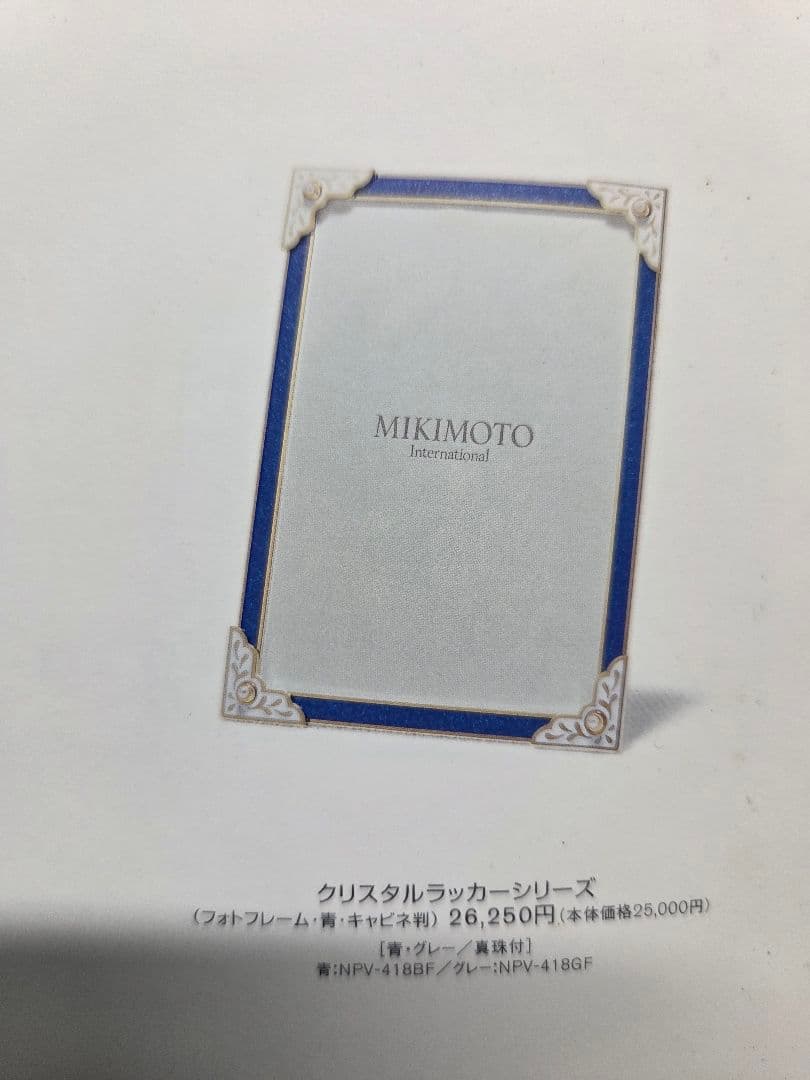 MIKIMOTO
International
クリスタルラッカーシリーズ
(フォトフレーム・青・キャビネ判) 26,250円(本体価格25,000円)
[青・グレー/真珠付]
青:NPV-418BF/グレー:NPV-418GF